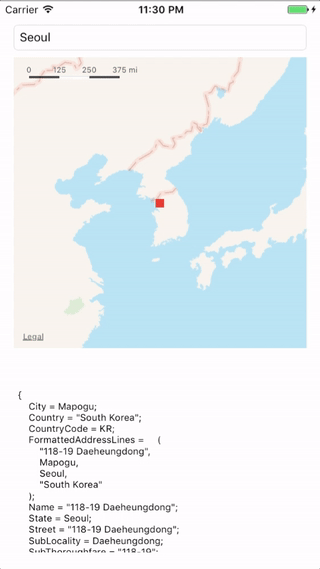 Carrier 11:30 PM
Seoul
0 125 250 375 mi
Legal
{
City = Mapogu;
Country = "South Korea";
CountryCode = KR;
FormattedAddressLines = (
"118-19 Daeheungdong",
Mapogu,
Seoul,
"South Korea"
);
Name = "118-19 Daeheungdong";
State = Seoul;
Street = "118-19 Daeheungdong";
SubLocality = Daeheungdong;
SubThoroughfare = "118-19";